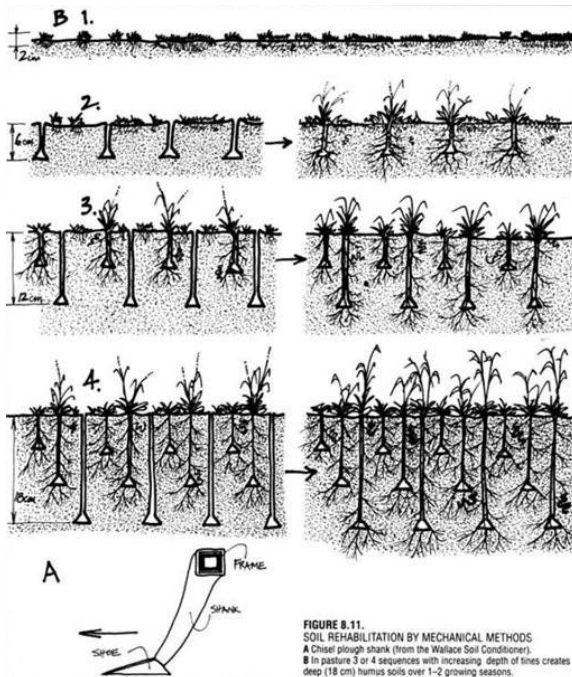 B 1.
2cm
2.
6cm
3.
12cm
4.
18cm
A
FRAME
SHANK
SHOE
FIGURE 8.11.
SOIL REHABILITATION BY MECHANICAL METHODS
A Chisel plough shank (from the Wallace Soil Conditioner).
B In pasture 3 or 4 sequences with increasing depth of tines creates
deep (18 cm) humus soils over 1–2 growing seasons.